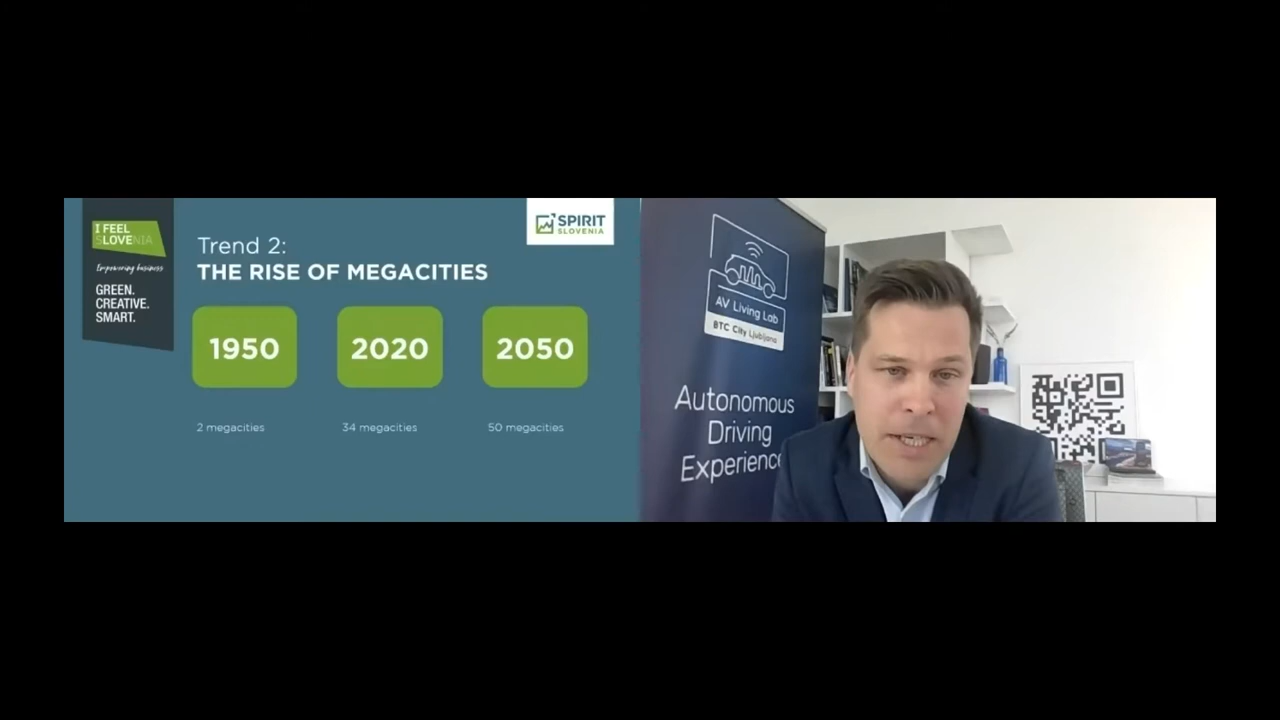 I FEEL
SLOVENIA
Empowering business
GREEN.
CREATIVE.
SMART.
SPIRIT
SLOVENIA
Trend 2:
THE RISE OF MEGACITIES
1950
2020
2050
2 megacities
34 megacities
50 megacities
AV Living Lab
BTC City Ljubljana
Autonomous
Driving
Experience